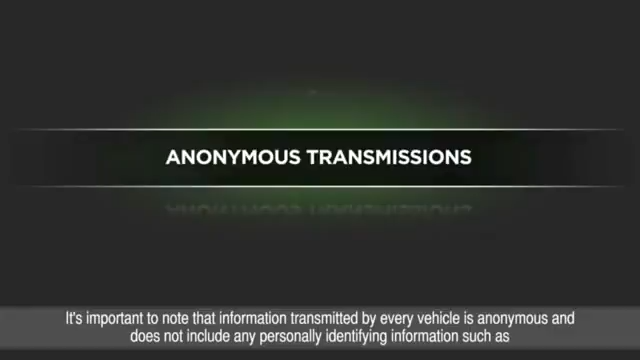 ANONYMOUS TRANSMISSIONS
It's important to note that information transmitted by every vehicle is anonymous and
does not include any personally identifying information such as